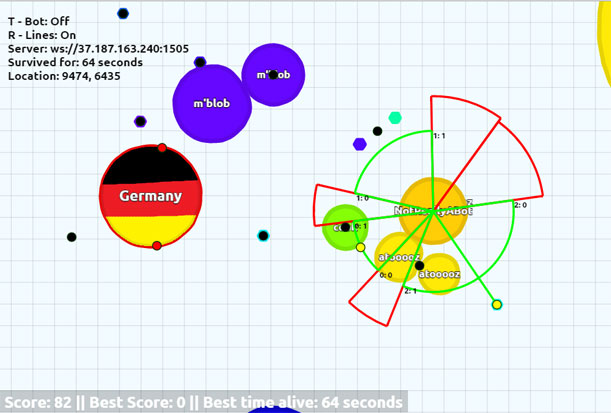 T - Bot: Off
R - Lines: On
Server: ws://37.187.163.240:1505
Survived for: 64 seconds
Location: 9474, 6435
m'blob
m'blob
Germany
1: 1
1: 0
2: 0
0: 1
atooooz
0: 0
atooooz
2: 1
Score: 82 || Best Score: 0 || Best time alive: 64 seconds